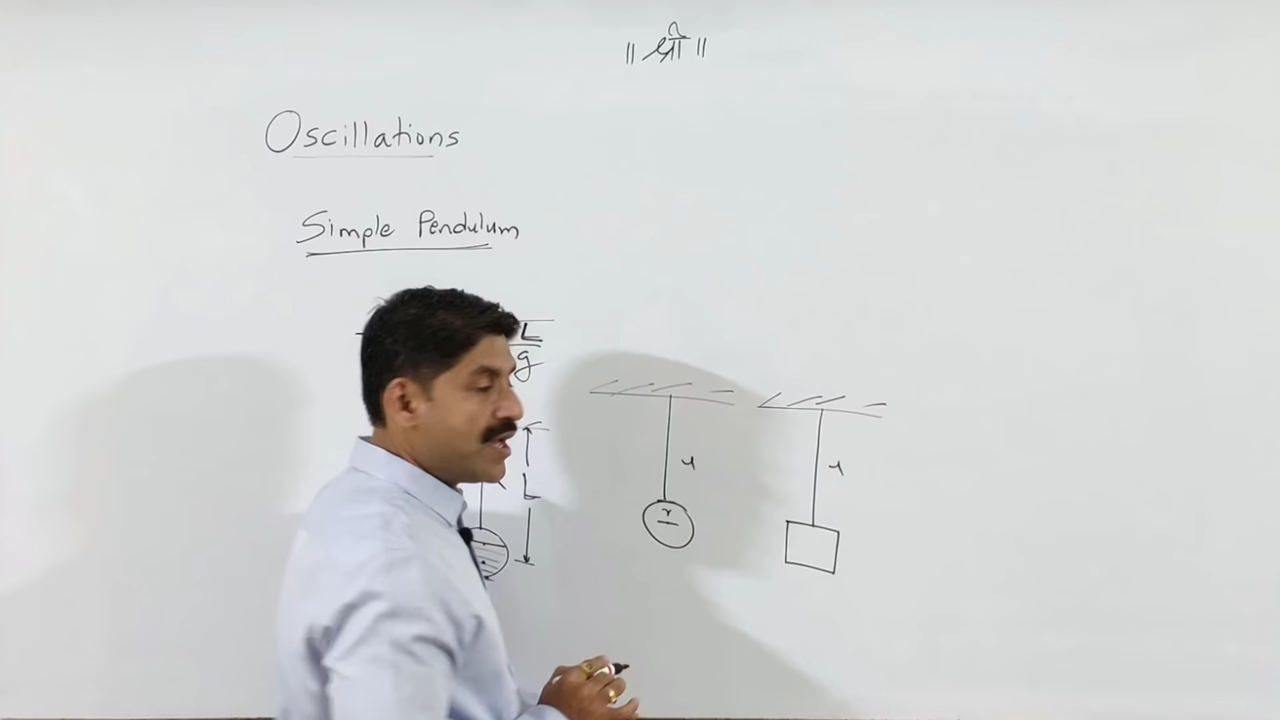 ॥ श्री ॥
Oscillations
Simple Pendulum
L
g
L
r